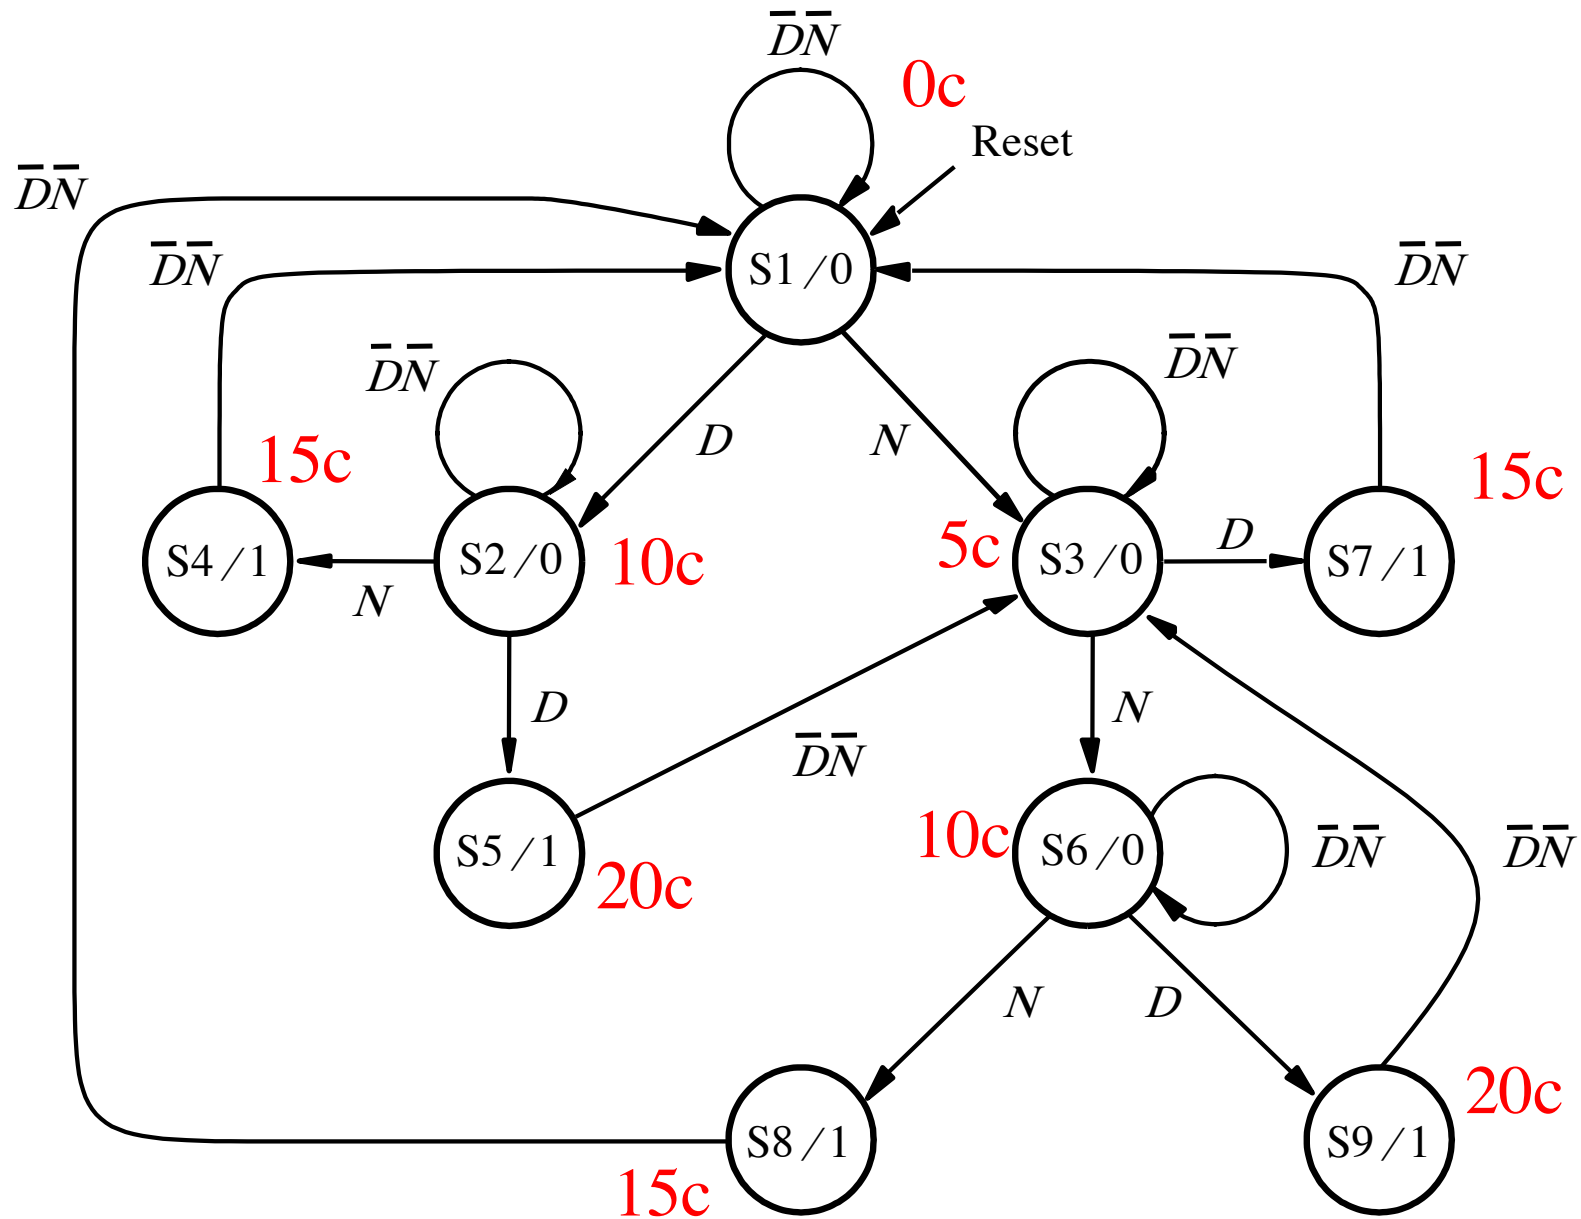 D̅N̅
0c
Reset
D̅N̅
D̅N̅
S1/0
D̅N̅
D̅N̅
D̅N̅
D
N
15c
15c
5c
10c
S4/1
S2/0
S3/0
D
S7/1
N
D
N
D̅N̅
10c
S5/1
S6/0
D̅N̅
D̅N̅
20c
N
D
20c
S8/1
S9/1
15c